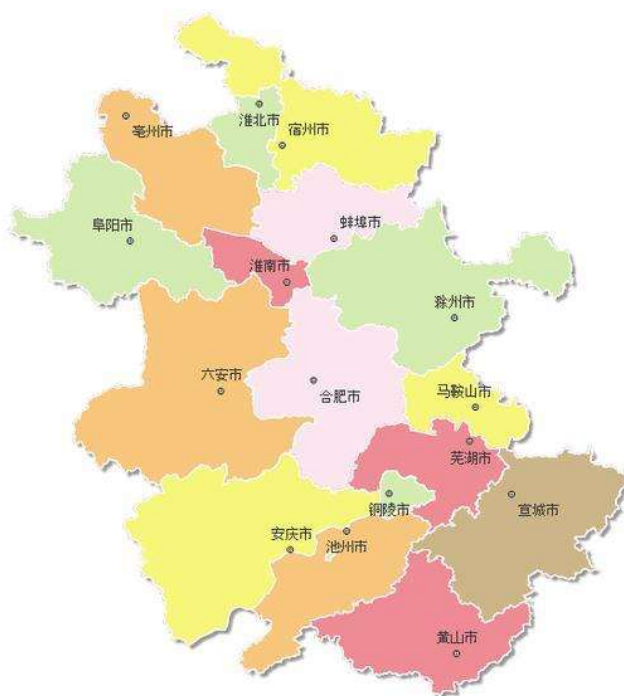 淮北市
亳州市
宿州市
阜阳市
蚌埠市
淮南市
滁州市
六安市
合肥市
马鞍山市
芜湖市
铜陵市
宣城市
安庆市
池州市
黄山市